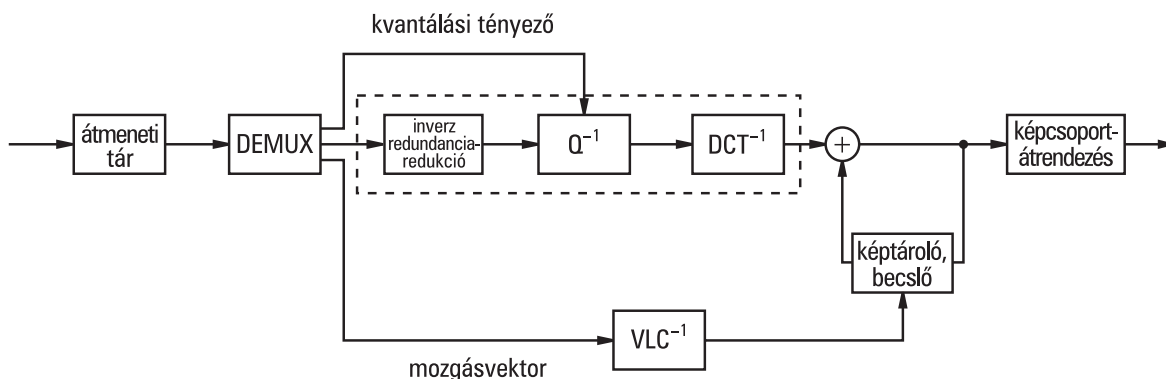 kvantálási tényező
átmeneti
tár
DEMUX
inverz
redundancia-
redukció
Q⁻¹
DCT⁻¹
+
képcsoport-
átrendezés
képtároló,
becslő
VLC⁻¹
mozgásvektor